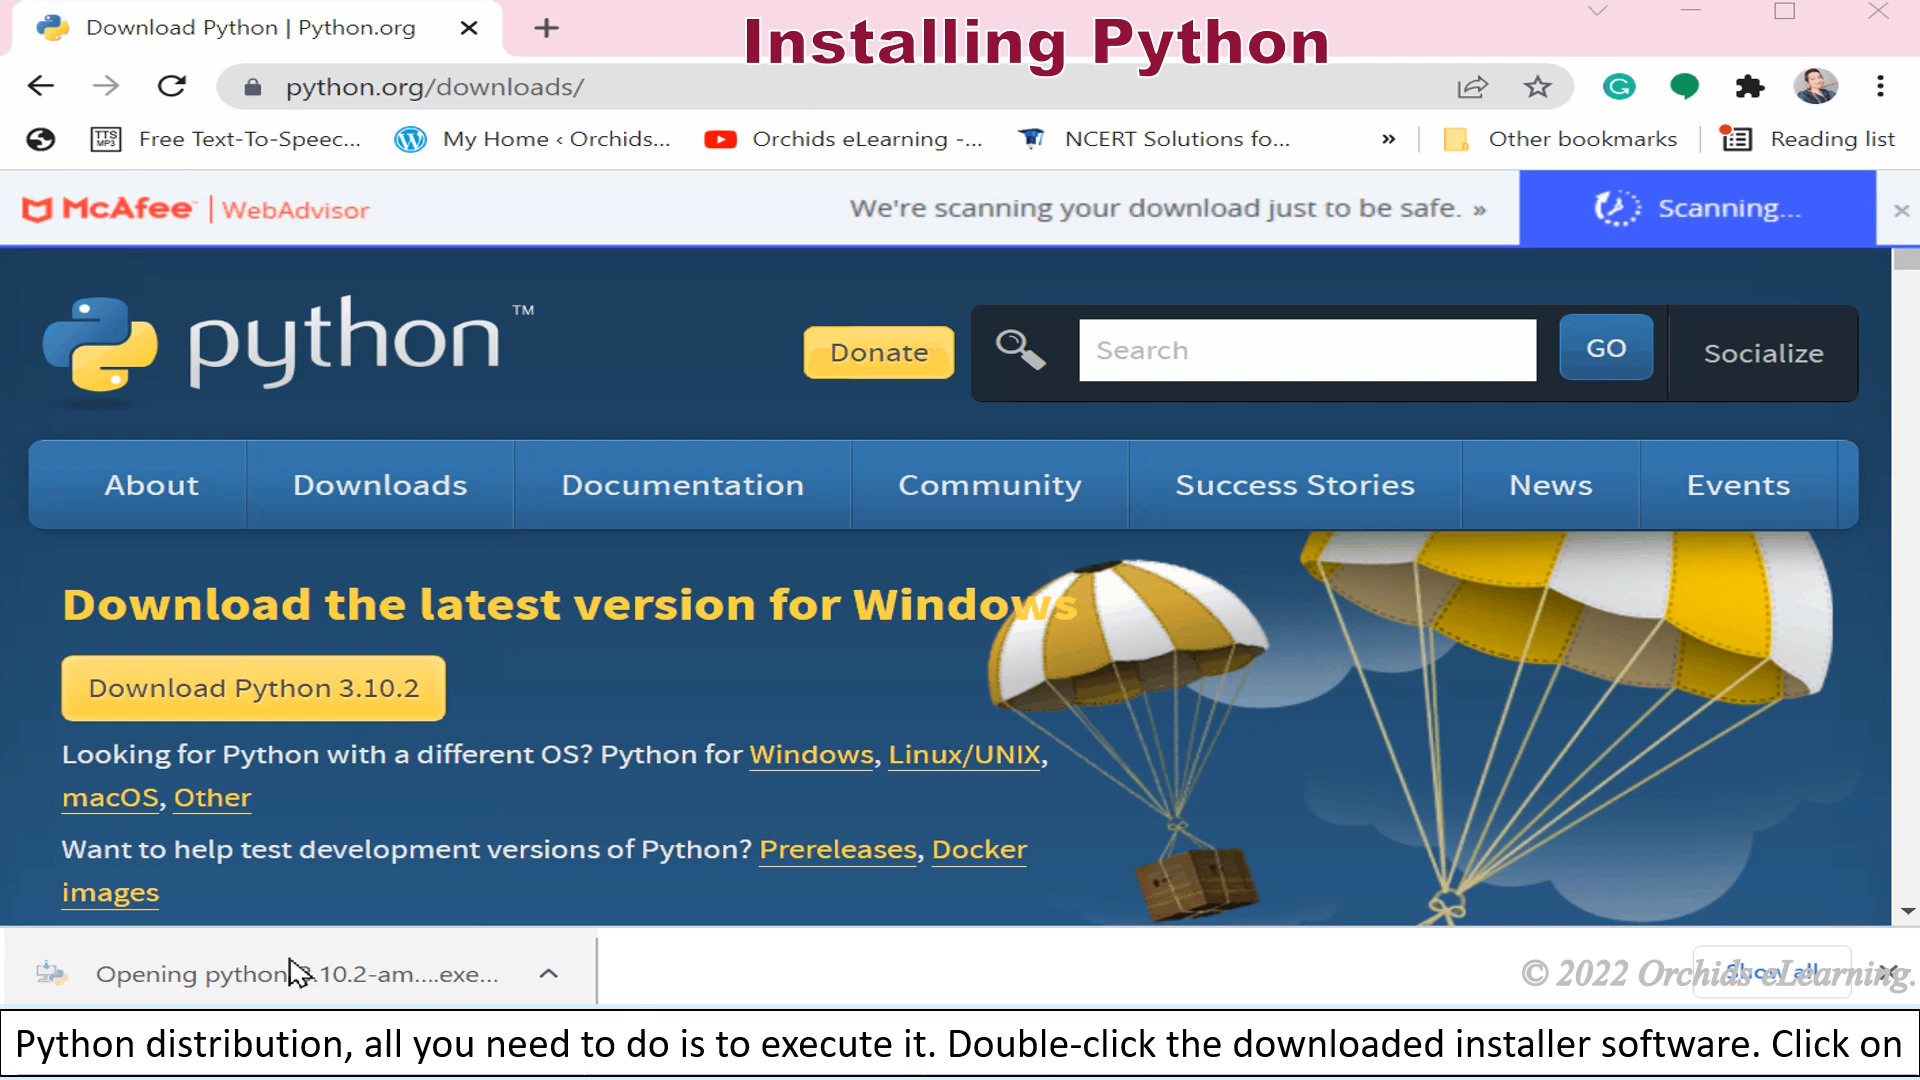 Download Python | Python.org
Installing Python
python.org/downloads/
TTS MP3 Free Text-To-Speec... My Home ‹ Orchids... Orchids eLearning -... NCERT Solutions fo... » Other bookmarks Reading list
McAfee | WebAdvisor We're scanning your download just to be safe. » Scanning...
python™ Donate Search GO Socialize
About Downloads Documentation Community Success Stories News Events
Download the latest version for Windows
Download Python 3.10.2
Looking for Python with a different OS? Python for Windows, Linux/UNIX,
macOS, Other
Want to help test development versions of Python? Prereleases, Docker
images
Opening python-3.10.2-am....exe... Show all
© 2022 Orchids eLearning.
Python distribution, all you need to do is to execute it. Double-click the downloaded installer software. Click on